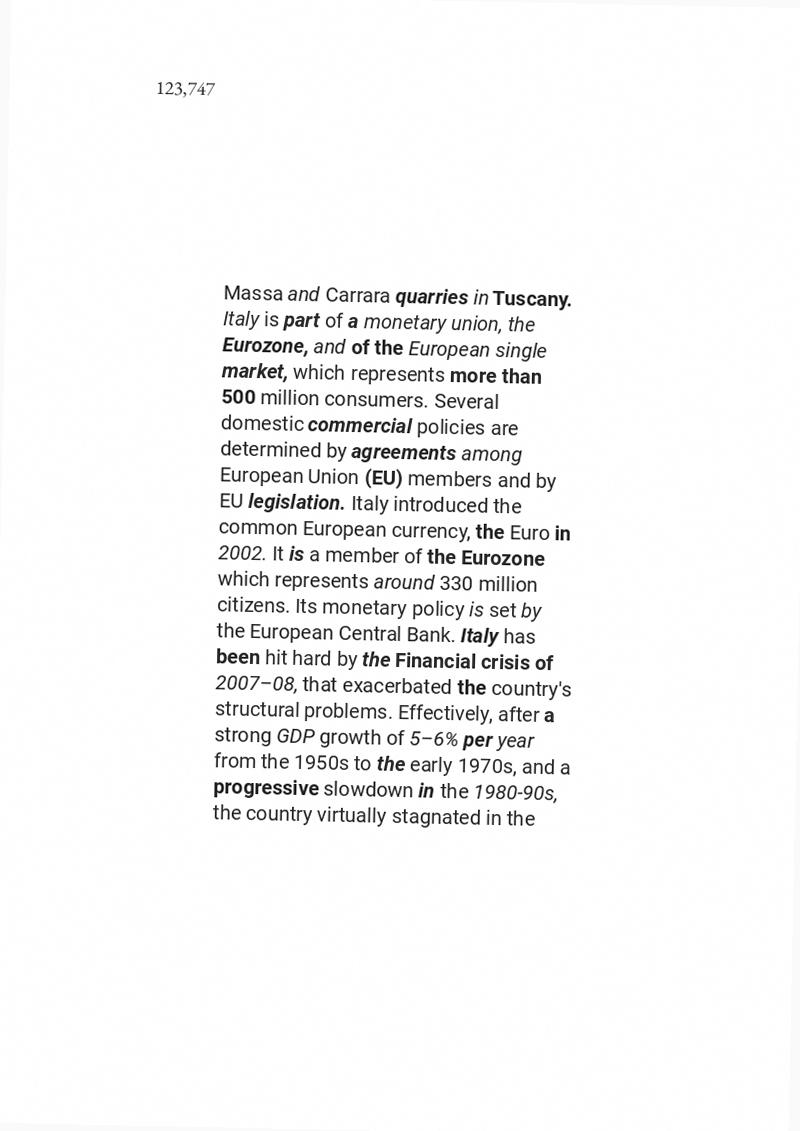 123,747
Massa and Carrara quarries in Tuscany.
Italy is part of a monetary union, the
Eurozone, and of the European single
market, which represents more than
500 million consumers. Several
domestic commercial policies are
determined by agreements among
European Union (EU) members and by
EU legislation. Italy introduced the
common European currency, the Euro in
2002. It is a member of the Eurozone
which represents around 330 million
citizens. Its monetary policy is set by
the European Central Bank. Italy has
been hit hard by the Financial crisis of
2007–08, that exacerbated the country's
structural problems. Effectively, after a
strong GDP growth of 5–6% per year
from the 1950s to the early 1970s, and a
progressive slowdown in the 1980-90s,
the country virtually stagnated in the